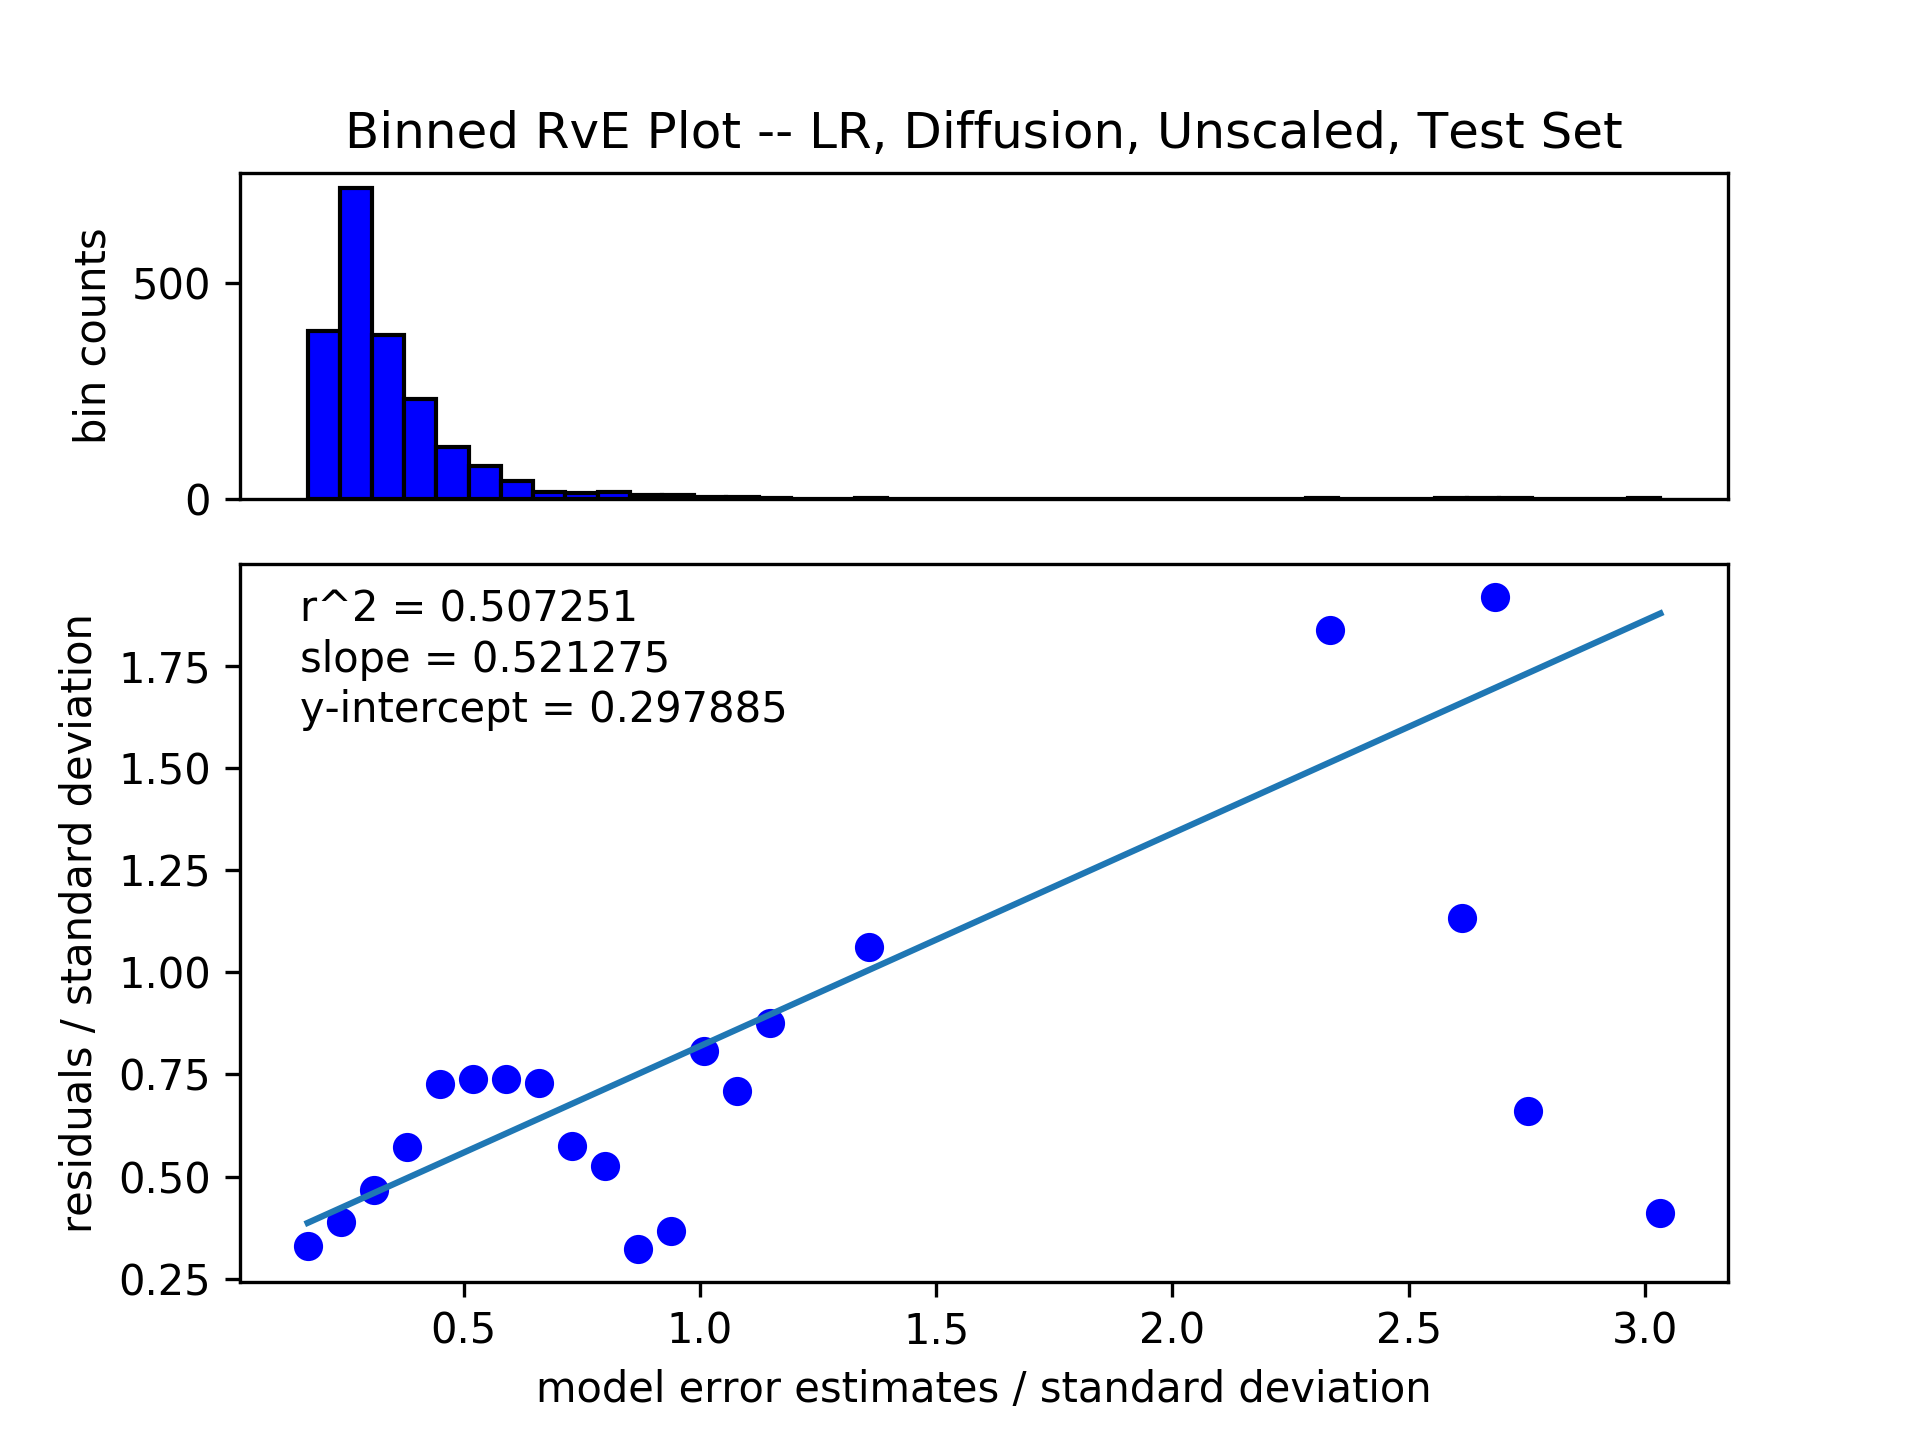 Binned RvE Plot -- LR, Diffusion, Unscaled, Test Set
bin counts
500
0
r^2 = 0.507251
slope = 0.521275
y-intercept = 0.297885
residuals / standard deviation
1.75
1.50
1.25
1.00
0.75
0.50
0.25
0.5 1.0 1.5 2.0 2.5 3.0
model error estimates / standard deviation